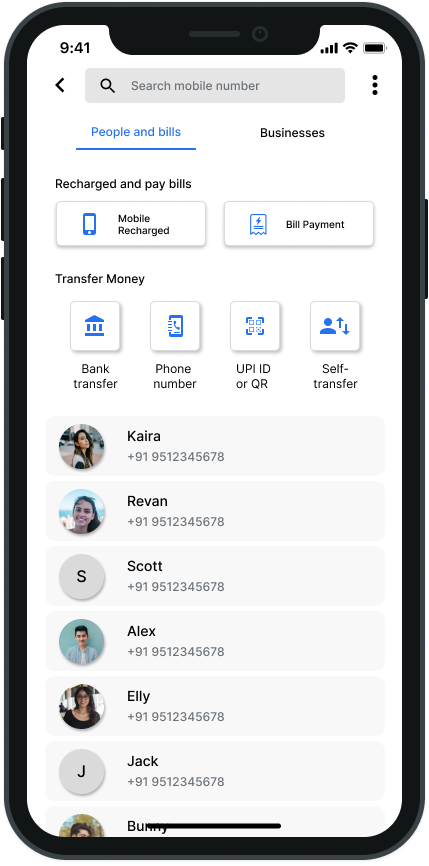 9:41
Search mobile number
People and bills
Businesses
Recharged and pay bills
Mobile
Recharged
Bill Payment
Transfer Money
Bank
transfer
Phone
number
UPI ID
or QR
Self-
transfer
Kaira
+91 9512345678
Revan
+91 9512345678
S
Scott
+91 9512345678
Alex
+91 9512345678
Elly
+91 9512345678
J
Jack
+91 9512345678
Bunny